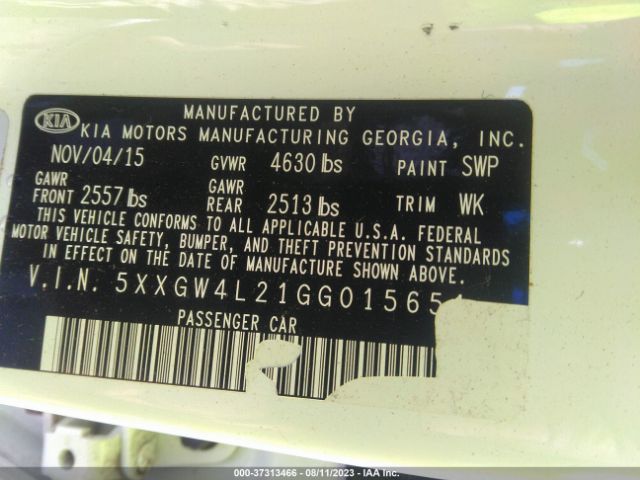 KIA
MANUFACTURED BY
KIA MOTORS MANUFACTURING GEORGIA, INC.
NOV/04/15 GVWR 4630 lbs PAINT SWP
GAWR FRONT 2557 lbs GAWR REAR 2513 lbs TRIM WK
THIS VEHICLE CONFORMS TO ALL APPLICABLE U.S.A. FEDERAL
MOTOR VEHICLE SAFETY, BUMPER, AND THEFT PREVENTION STANDARDS
IN EFFECT ON THE DATE OF MANUFACTURE SHOWN ABOVE.
V.I.N. 5XXGW4L21GG01565
PASSENGER CAR
000-37313466 - 08/11/2023 - Copart, Inc.